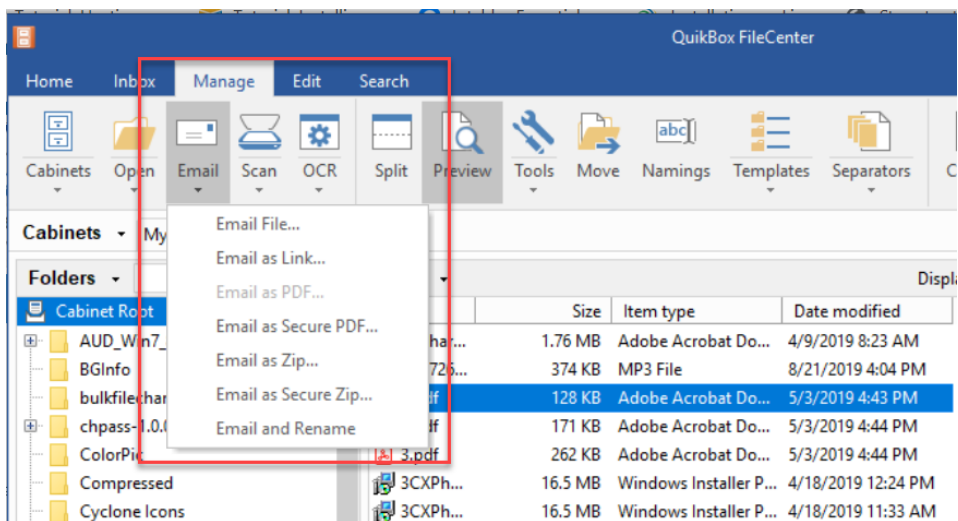 QuikBox FileCenter
Home Inbox Manage Edit Search
Cabinets Open Email Scan OCR Split Preview Tools Move abc Namings Templates Separators
Email File...
Cabinets My
Email as Link...
Folders
Email as PDF...
Cabinet Root Size Item type Date modified
Email as Secure PDF...
AUD_Win7_ 1.76 MB Adobe Acrobat Do... 4/9/2019 8:23 AM
Email as Zip...
BGInfo 726... 374 KB MP3 File 8/21/2019 4:04 PM
Email as Secure Zip...
128 KB Adobe Acrobat Do... 5/3/2019 4:43 PM
chpass-1.0.0 171 KB Adobe Acrobat Do... 5/3/2019 4:44 PM
Email and Rename
ColorPic 3.pdf 262 KB Adobe Acrobat Do... 5/3/2019 4:44 PM
Compressed 3CXPh... 16.5 MB Windows Installer P... 4/18/2019 12:24 PM
Cyclone Icons 3CXPh... 16.5 MB Windows Installer P... 4/18/2019 11:33 AM